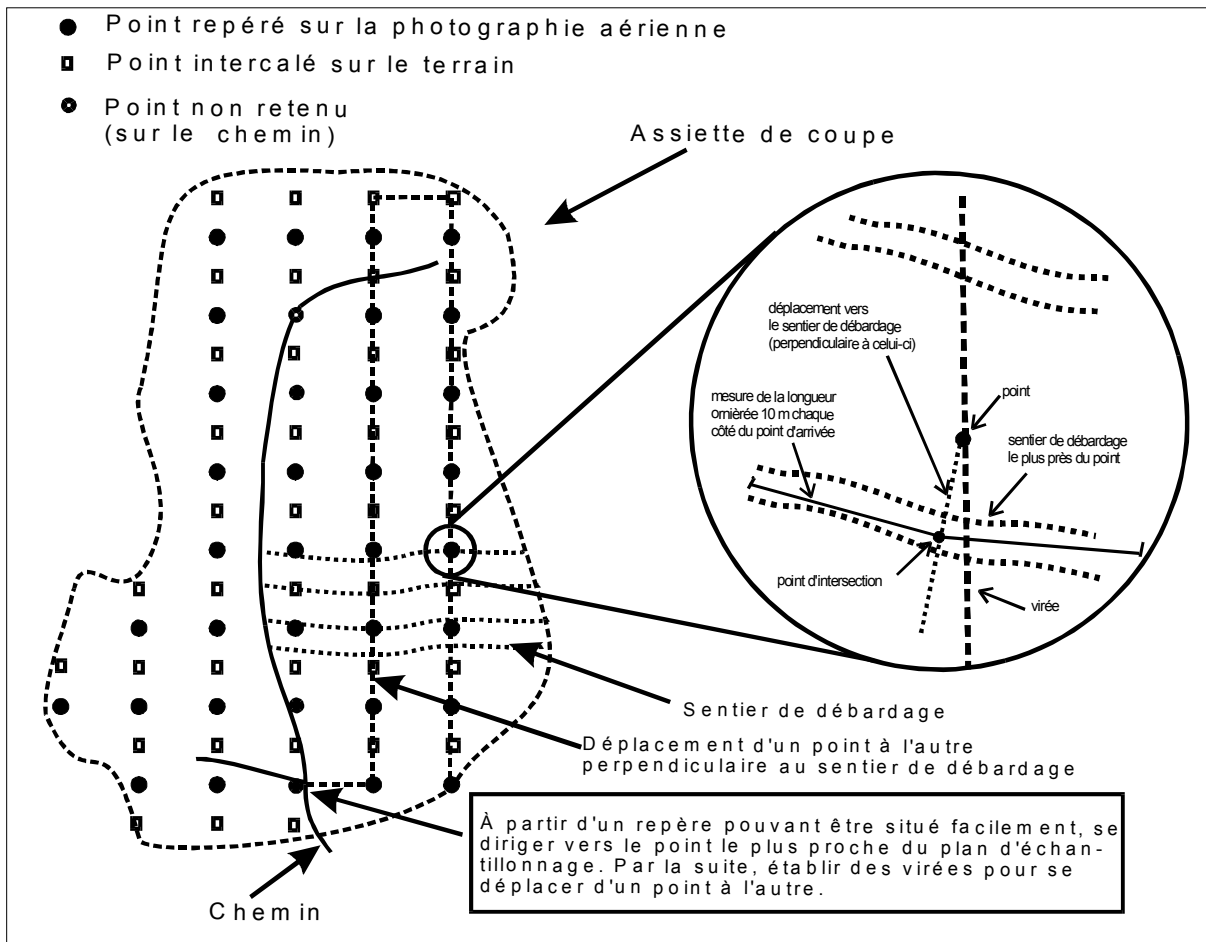 Point repéré sur la photographie aérienne
Point intercalé sur le terrain
Point non retenu
(sur le chemin)
Assiette de coupe
déplacement vers
le sentier de débardage
(perpendiculaire à celui-ci)
mesure de la longueur
orniérée 10 m chaque
côté du point d'arrivée
point
sentier de débardage
le plus près du point
point d'intersection
virée
Sentier de débardage
Déplacement d'un point à l'autre
perpendiculaire au sentier de débardage
À partir d'un repère pouvant être situé facilement, se
diriger vers le point le plus proche du plan d'échan-
tillonnage. Par la suite, établir des virées pour se
déplacer d'un point à l'autre.
Chemin